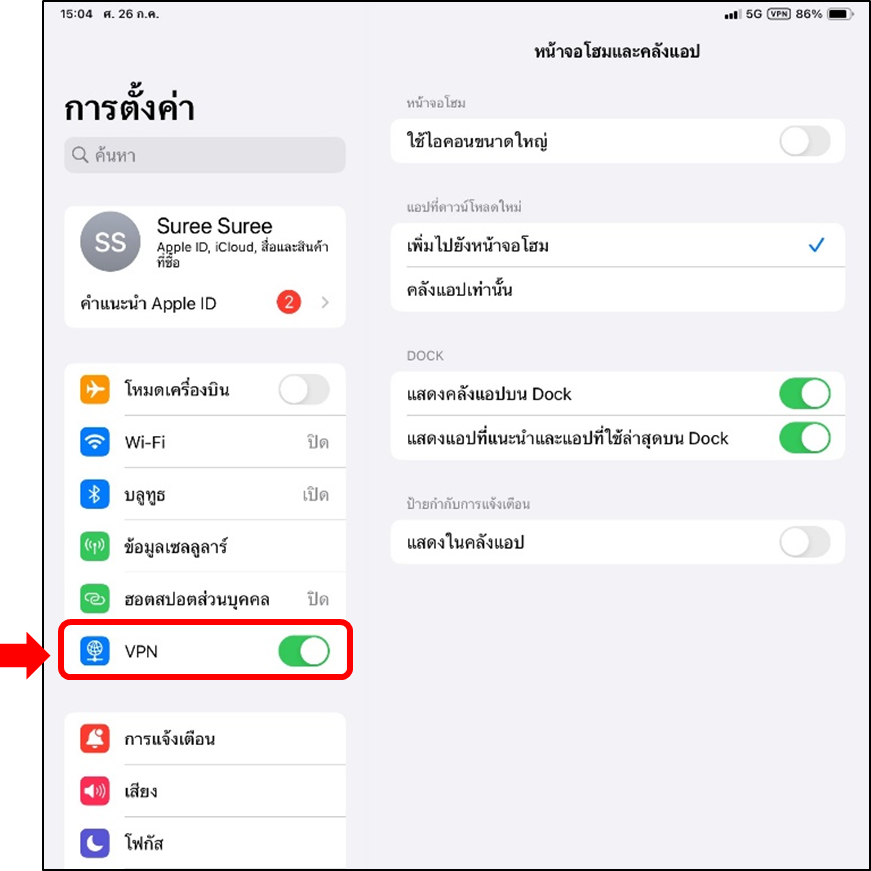 15:04 ศ. 26 ก.ค.
5G VPN 86%
การตั้งค่า
ค้นหา
SS
Suree Suree
Apple ID, iCloud, สื่อและสินค้า
ที่ซื้อ
คำแนะนำ Apple ID 2
โหมดเครื่องบิน
Wi-Fi ปิด
บลูทูธ เปิด
ข้อมูลเซลลูลาร์
ฮอตสปอตส่วนบุคคล ปิด
VPN
การแจ้งเตือน
เสียง
โฟกัส
หน้าจอโฮมและคลังแอป
หน้าจอโฮม
ใช้ไอคอนขนาดใหญ่
แอปที่ดาวน์โหลดใหม่
เพิ่มไปยังหน้าจอโฮม
คลังแอปเท่านั้น
DOCK
แสดงคลังแอปบน Dock
แสดงแอปที่แนะนำและแอปที่ใช้ล่าสุดบน Dock
ป้ายกำกับการแจ้งเตือน
แสดงในคลังแอป